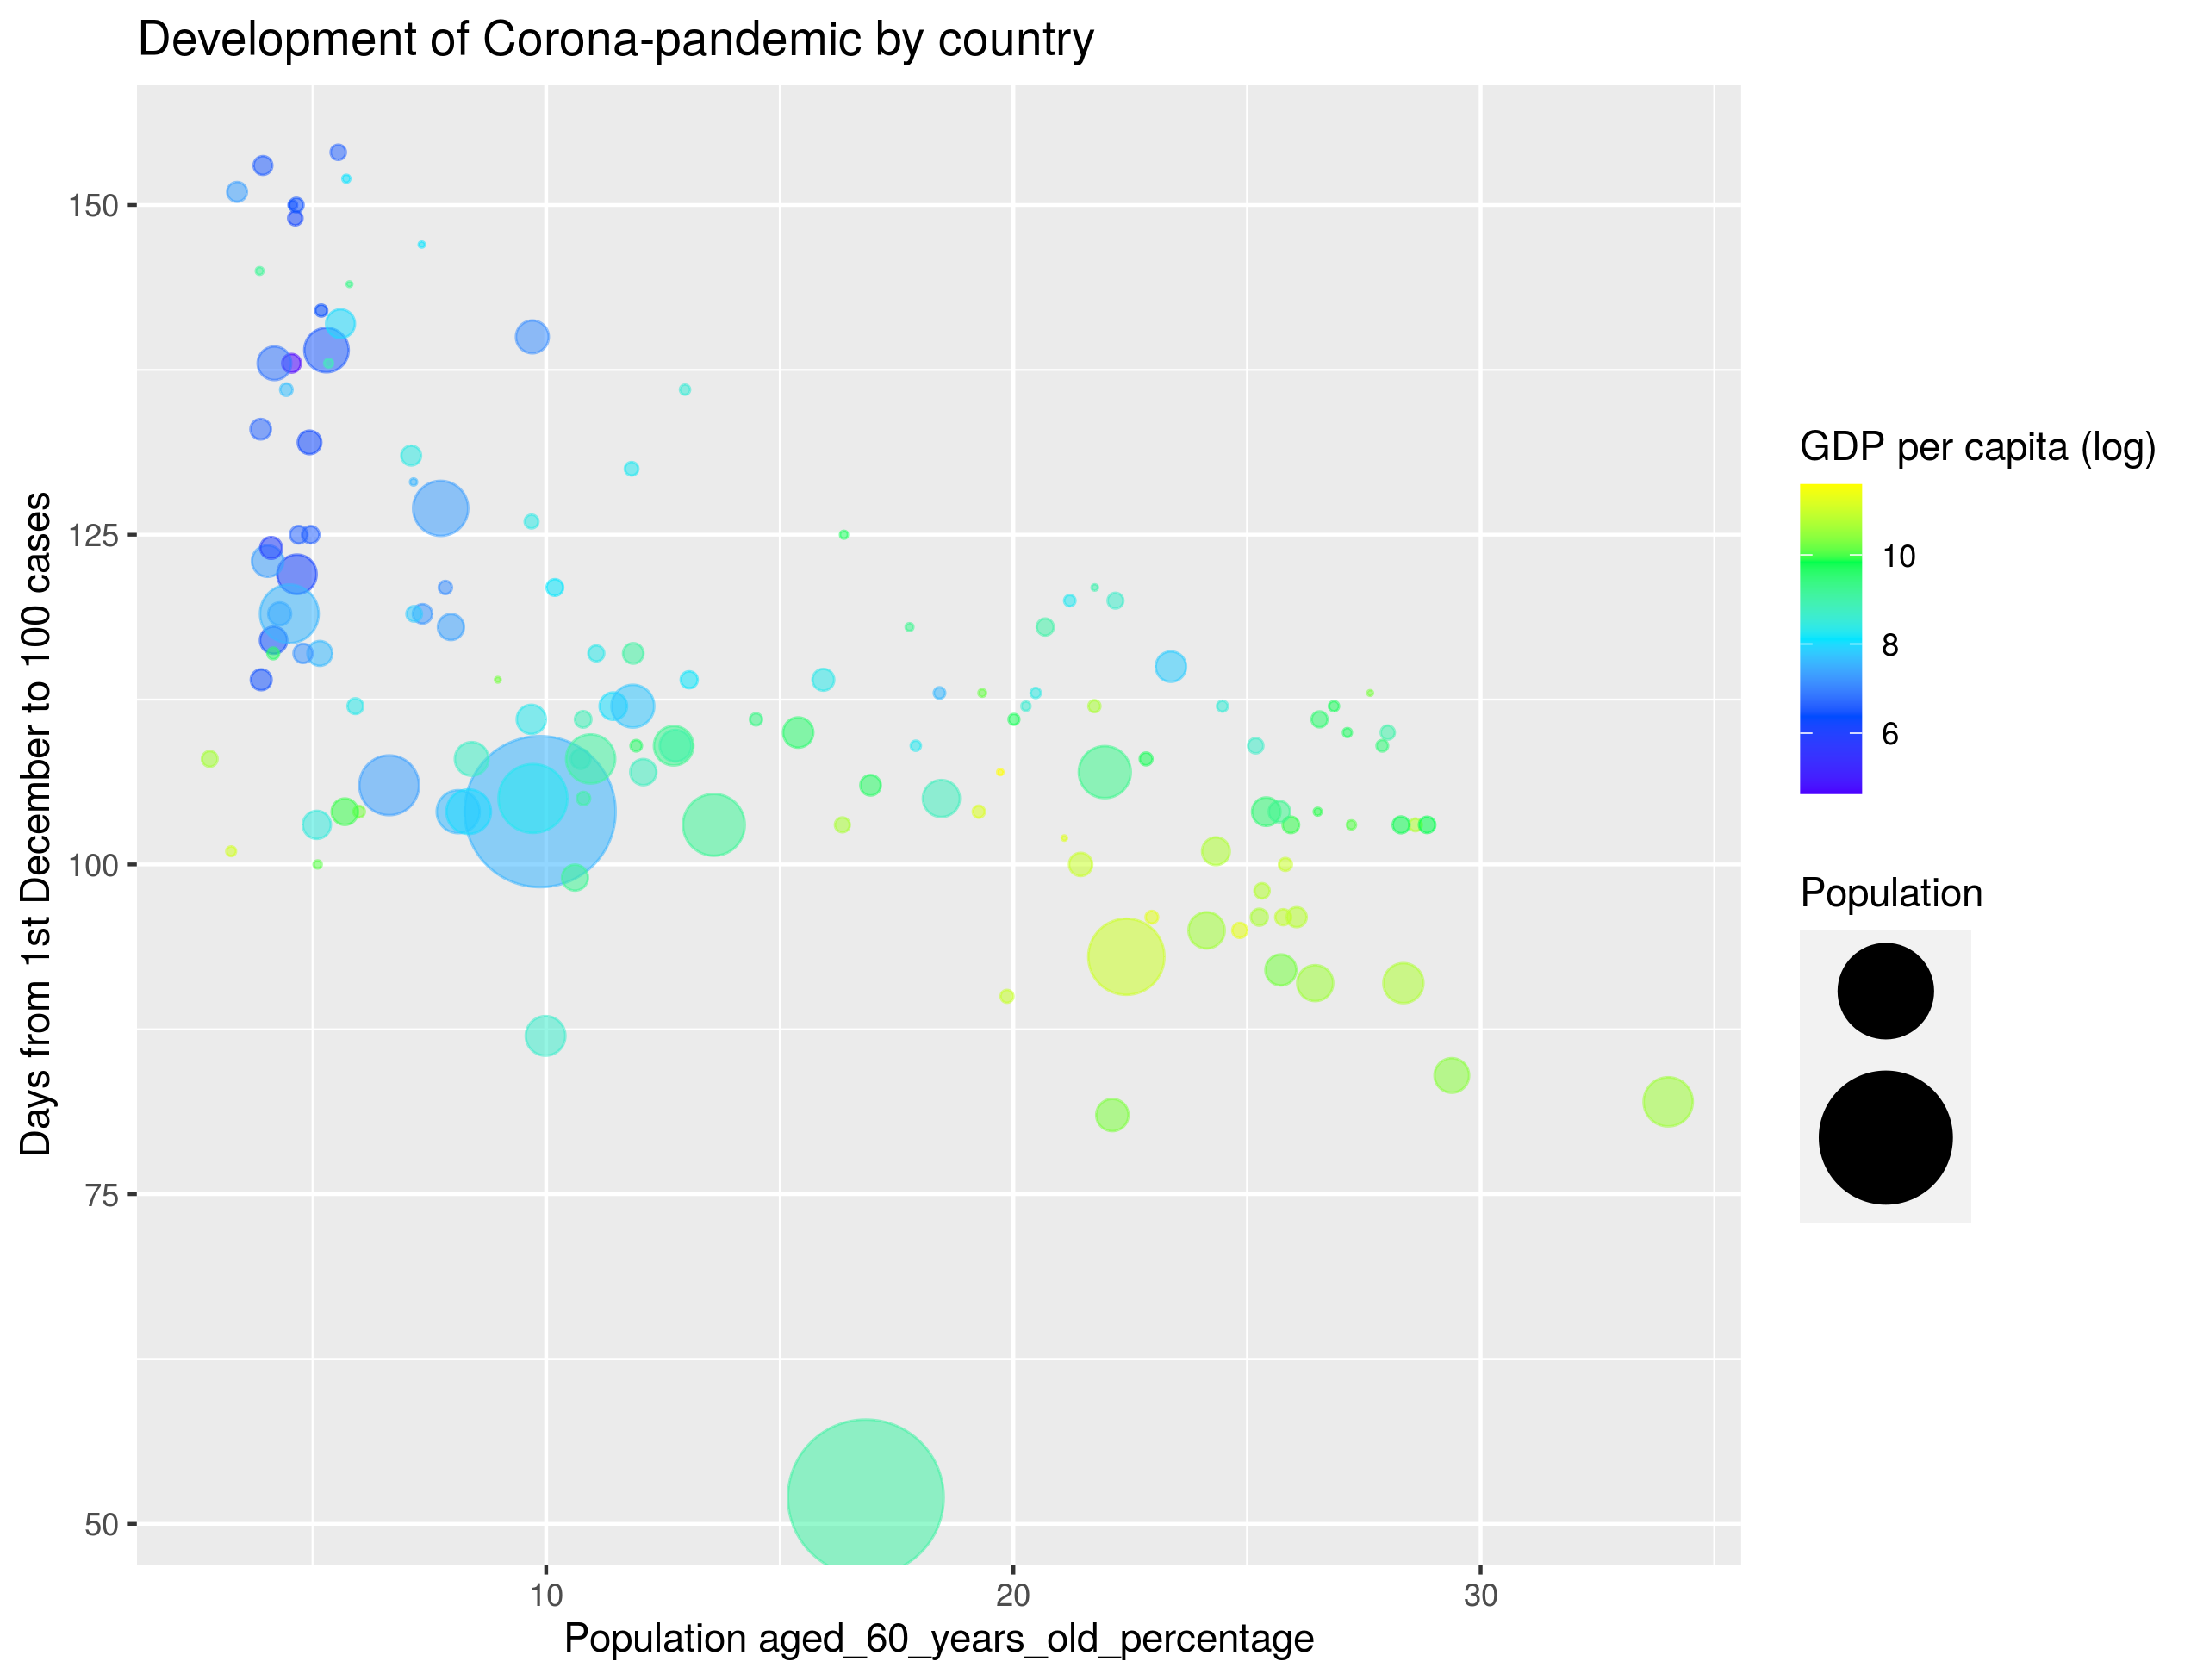 Development of Corona-pandemic by country
Days from 1st December to 100 cases
150
125
100
75
50
10
20
30
Population aged_60_years_old_percentage
GDP per capita (log)
10
8
6
Population